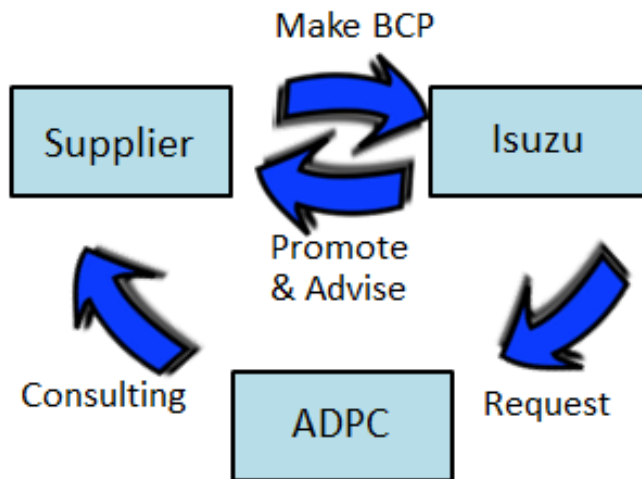 Make BCP
Supplier
Isuzu
Promote
& Advise
Consulting
Request
ADPC